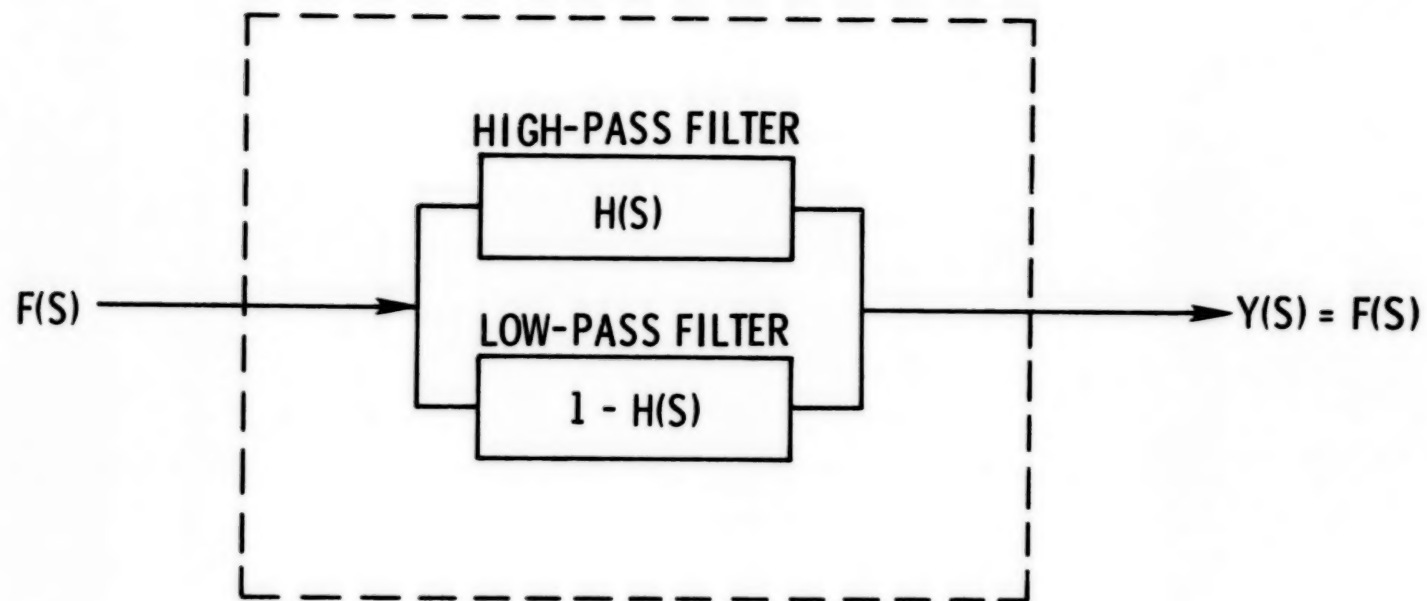 HIGH-PASS FILTER
H(S)
F(S)
LOW-PASS FILTER
1 - H(S)
Y(S) = F(S)